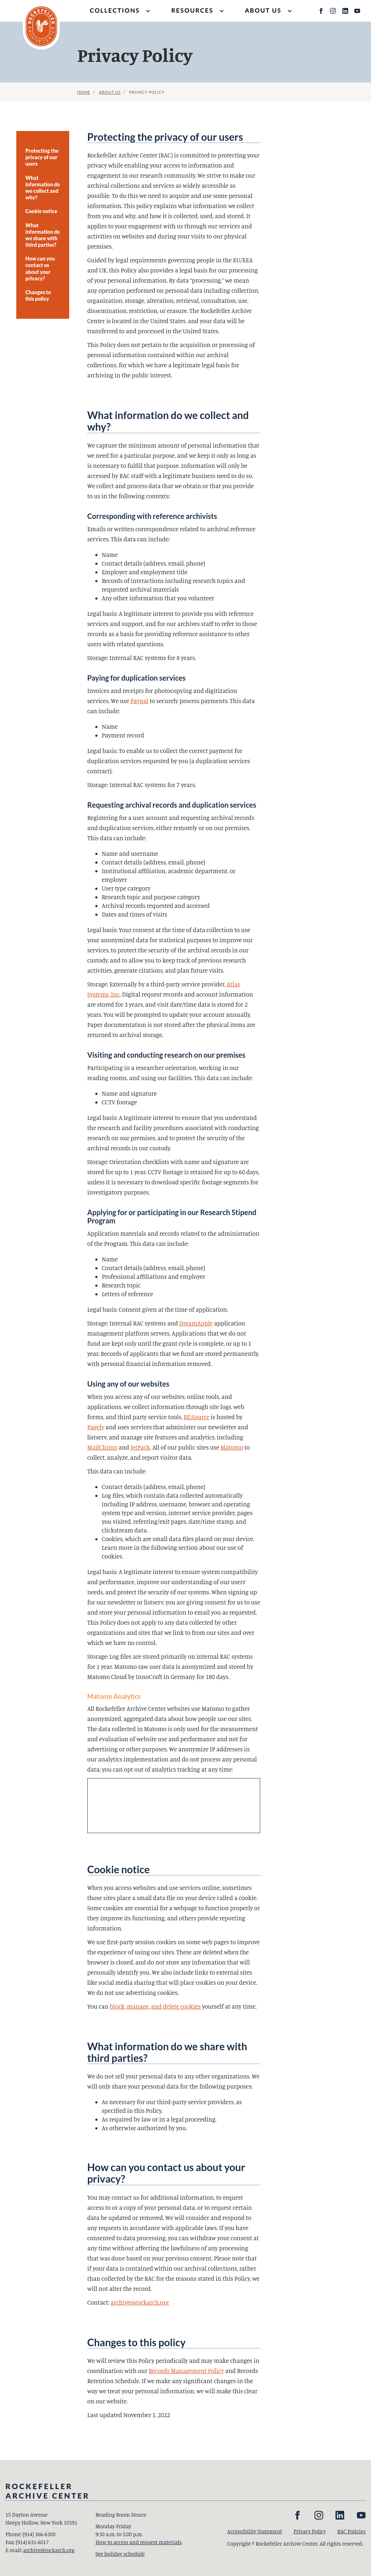 ROCKEFELLER
ARCHIVE CENTER
COLLECTIONS
RESOURCES
ABOUT US
Privacy Policy
HOME / ABOUT US / PRIVACY POLICY
Protecting the
privacy of our
users
What
information do
we collect and
why?
Cookie notice
What
information do
we share with
third parties?
How can you
contact us
about your
privacy?
Changes to
this policy
Protecting the privacy of our users
Rockefeller Archive Center (RAC) is committed to protecting your
privacy while enabling you to participate in accessing and
engagement in our research community. We strive to make our
archival collections and services as widely accessible as
possible. To do that, we may be required to acquire and use some
personal information. This policy explains what information we collect
from you and why, and how it is collected, used, and stored. It
applies to your engagement with us through our services and
activities on websites and during your visits to our physical
premises.
Guided by legal requirements governing people in the EU/EEA
and UK, this Policy also provides a legal basis for our processing
of your personal information. By data “processing,” we mean
any operation performed on personal data including collection,
organization, storage, alteration, retrieval, consultation, use,
dissemination, restriction, or erasure. The Rockefeller Archive
Center is located in the United States, and your data will be
transferred to and processed in the United States.
This Policy does not pertain to the acquisition or processing of
personal information contained within our archival
collections, for which we have a legitimate legal basis for
archiving in the public interest.
What information do we collect and
why?
We capture the minimum amount of personal information that
we need for a particular purpose, and we keep it only as long as
is necessary to fulfill that purpose. Information will only be
accessed by RAC staff with a legitimate business need to do so.
We collect and process data that we obtain or that you provide
to us in the following contexts:
Corresponding with reference archivists
Emails or written correspondence related to archival reference
services. This data can include:
Name
Contact details (address, email, phone)
Employer and employment title
Records of interactions including research topics and
requested archival materials
Any other information that you volunteer
Legal basis: A legitimate interest to provide you with reference
services and support, and for our archives staff to refer to those
records as a basis for providing reference assistance to other
users with related questions.
Storage: Internal RAC systems for 8 years.
Paying for duplication services
Invoices and receipts for photocopying and digitization
services. We use Paypal to securely process payments. This data
can include:
Name
Payment record
Legal basis: To enable us to collect the correct payment for
duplication services requested by you (a duplication services
contract).
Storage: Internal RAC systems for 7 years.
Requesting archival records and duplication services
Registering for a user account and requesting archival records
and duplication services, either remotely or on our premises.
This data can include:
Name and username
Contact details (address, email, phone)
Institutional affiliation, academic department, or
employer
User type category
Research topic and purpose category
Archival records requested and accessed
Dates and times of visits
Legal basis: Your consent at the time of data collection to use
your anonymized data for statistical purposes to improve our
services, to protect the security of the archival records in our
custody, and to allow you to keep track of previous research
activities, generate citations, and plan future visits.
Storage: Externally by a third-party service provider, Atlas
Systems, Inc. Digital request records and account information
are stored for 3 years, and visit date/time data is stored for 2
years. You will be prompted to update your account annually.
Paper documentation is not stored after the physical items are
returned to archival storage.
Visiting and conducting research on our premises
Participating in a researcher orientation, working in our
reading rooms, and using our facilities. This data can include:
Name and signature
CCTV footage
Legal basis: A legitimate interest to ensure that you understand
the research and facility procedures associated with conducting
research on our premises, and to protect the security of the
archival records in our custody.
Storage: Orientation checklists with name and signature are
stored for up to 1 year. CCTV footage is retained for up to 60 days,
unless it is necessary to download specific footage segments for
investigatory purposes.
Applying for or participating in our Research Stipend
Program
Application materials and records related to the administration
of the Program. This data can include:
Name
Contact details (address, email, phone)
Professional affiliations and employer
Research topic
Letters of reference
Legal basis: Consent given at the time of application.
Storage: Internal RAC systems and DreamApply application
management platform servers. Applications that we do not
fund are kept only until the grant cycle is complete, or up to 1
year. Records of applicants that we fund are stored permanently,
with personal financial information removed.
Using any of our websites
When you access any of our websites, online tools, and
applications, we collect information through site logs, web
forms, and third party service tools. RE:Source is hosted by
Pagely and uses services that administer our newsletter and
listserv, and manage site features and analytics, including
MailChimp and JetPack. All of our public sites use Matomo to
collect, analyze, and report visitor data.
This data can include:
Contact details (address, email, phone)
Log files, which contain data collected automatically
including IP address, username, browser and operating
system type and version, internet service provider, pages
you visited, referring/exit pages, date/time stamp, and
clickstream data.
Cookies, which are small data files placed on your device.
Learn more in the following section about our use of
cookies.
Legal basis: A legitimate interest to ensure system compatibility
and performance, improve our understanding of our websites'
users, and protect the security of our systems. When signing up
for our newsletter or listserv, you are giving consent for us to use
and store your personal information to email you as requested.
This Policy does not apply to any data collected by other
organizations and sites that we link to from our sites and over
which we have no control.
Storage: Log files are stored primarily on internal RAC systems
for 1 year. Matomo raw user data is anonymized and stored by
Matomo Cloud by InnoCraft in Germany for 180 days.
Matomo Analytics
All Rockefeller Archive Center websites use Matomo to gather
anonymized, aggregated data about how people use our sites.
The data collected in Matomo is only used for the measurement
and evaluation of website use and performance and not for
advertising or other purposes. We anonymize IP addresses in
our analytics implementation and do not process any personal
data; you can opt out of analytics tracking at any time:
Cookie notice
When you access websites and use services online, sometimes
those sites place a small data file on your device called a cookie.
Some cookies are essential for a webpage to function properly or
they improve its functioning, and others provide reporting
information.
We use first-party session cookies on some web pages to improve
the experience of using our sites. These are deleted when the
browser is closed, and do not store any information that will
personally identify you. We also include links to external sites
like social media sharing that will place cookies on your device.
We do not use advertising cookies.
You can block, manage, and delete cookies yourself at any time.
What information do we share with
third parties?
We do not sell your personal data to any other organizations. We
will only share your personal data for the following purposes:
As necessary for our third-party service providers, as
specified in this Policy.
As required by law or in a legal proceeding.
As otherwise authorized by you.
How can you contact us about your
privacy?
You may contact us for additional information, to request
access to or a copy of your personal data, or to request certain
data be updated or removed. We will consider and respond to
any requests in accordance with applicable laws. If you have
consented to data processing, you can withdraw your consent at
any time without affecting the lawfulness of any processing
that was done based on your previous consent. Please note that
if your data is contained within our archival collections, rather
than collected by the RAC for the reasons stated in this Policy, we
will not alter the record.
Contact: archive@rockarch.org
Changes to this policy
We will review this Policy periodically and may make changes in
coordination with our Records Management Policy and Records
Retention Schedule. If we make any significant changes in the
way we treat your personal information, we will make this clear
on our website.
Last updated November 1, 2022
ROCKEFELLER
ARCHIVE CENTER
15 Dayton Avenue
Sleepy Hollow, New York 10591
Phone: (914) 366-6300
Fax: (914) 631-6017
E-mail: archive@rockarch.org
Reading Room Hours:
Monday-Friday
9:30 a.m. to 5:00 p.m.
How to access and request materials.
See holiday schedule
Accessibility Statement
Privacy Policy
RAC Policies
Copyright © Rockefeller Archive Center. All rights reserved.